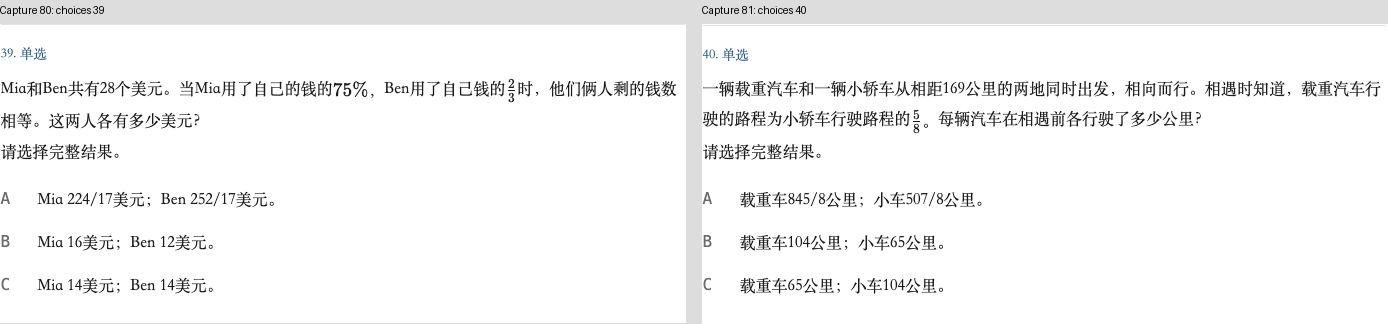 Capture 80: choices 39
39. 单选
Mia和Ben共有28个美元。当Mia用了自己的钱的75%，Ben用了自己钱的2/3时，他们俩人剩的钱数
相等。这两人各有多少美元?
请选择完整结果。
A Mia 224/17美元；Ben 252/17美元。
B Mia 16美元；Ben 12美元。
C Mia 14美元；Ben 14美元。
Capture 81: choices 40
40. 单选
一辆载重汽车和一辆小轿车从相距169公里的两地同时出发，相向而行。相遇时知道，载重汽车行
驶的路程为小轿车行驶路程的5/8。每辆汽车在相遇前各行驶了多少公里?
请选择完整结果。
A 载重车845/8公里；小车507/8公里。
B 载重车104公里；小车65公里。
C 载重车65公里；小车104公里。